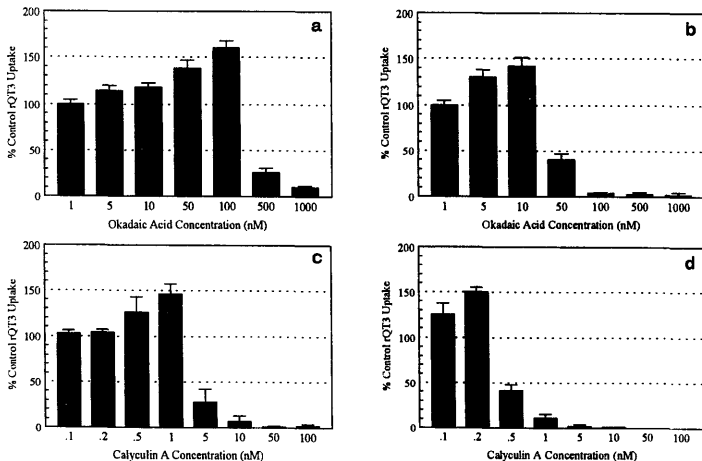 a
% Control rQT3 Uptake
200
150
100
50
0
1 5 10 50 100 500 1000
Okadaic Acid Concentration (nM)
b
% Control rQT3 Uptake
200
150
100
50
0
1 5 10 50 100 500 1000
Okadaic Acid Concentration (nM)
c
% Control rQT3 Uptake
200
150
100
50
0
.1 .2 .5 1 5 10 50 100
Calyculin A Concentration (nM)
d
% Control rQT3 Uptake
200
150
100
50
0
.1 .2 .5 1 5 10 50 100
Calyculin A Concentration (nM)